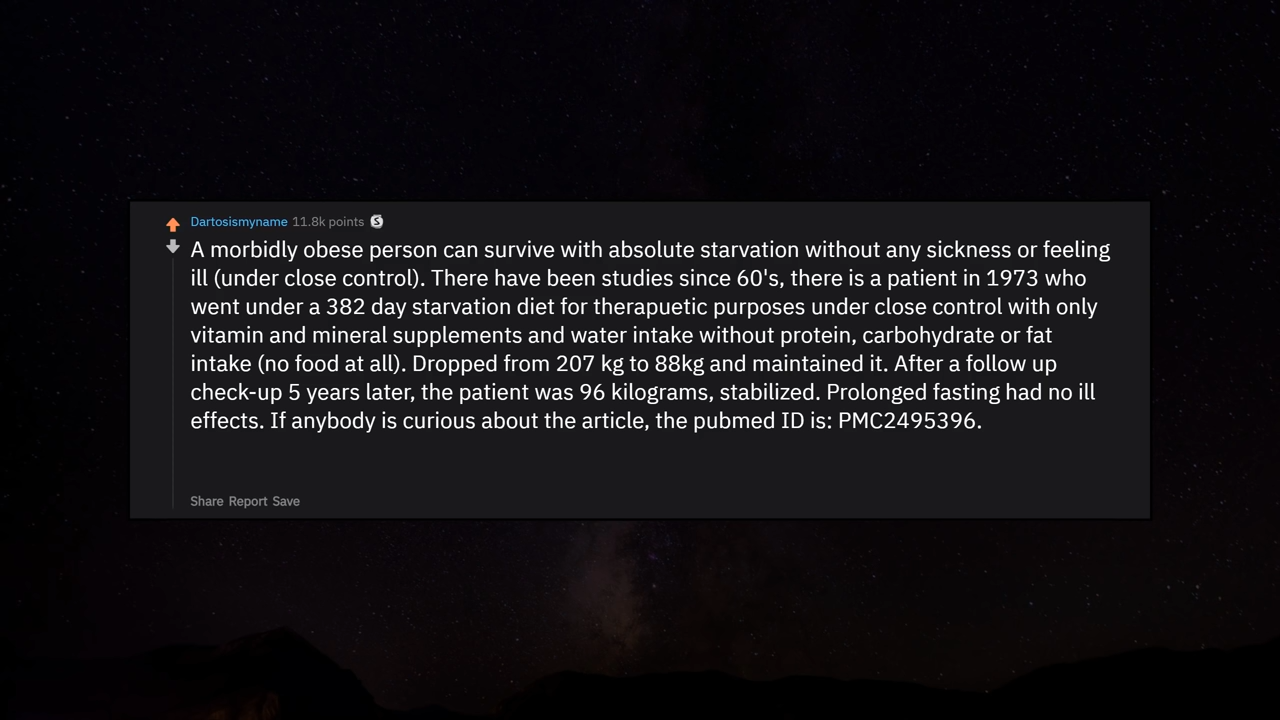 Dartosismyname 11.8k points
A morbidly obese person can survive with absolute starvation without any sickness or feeling
ill (under close control). There have been studies since 60's, there is a patient in 1973 who
went under a 382 day starvation diet for therapuetic purposes under close control with only
vitamin and mineral supplements and water intake without protein, carbohydrate or fat
intake (no food at all). Dropped from 207 kg to 88kg and maintained it. After a follow up
check-up 5 years later, the patient was 96 kilograms, stabilized. Prolonged fasting had no ill
effects. If anybody is curious about the article, the pubmed ID is: PMC2495396.
Share Report Save